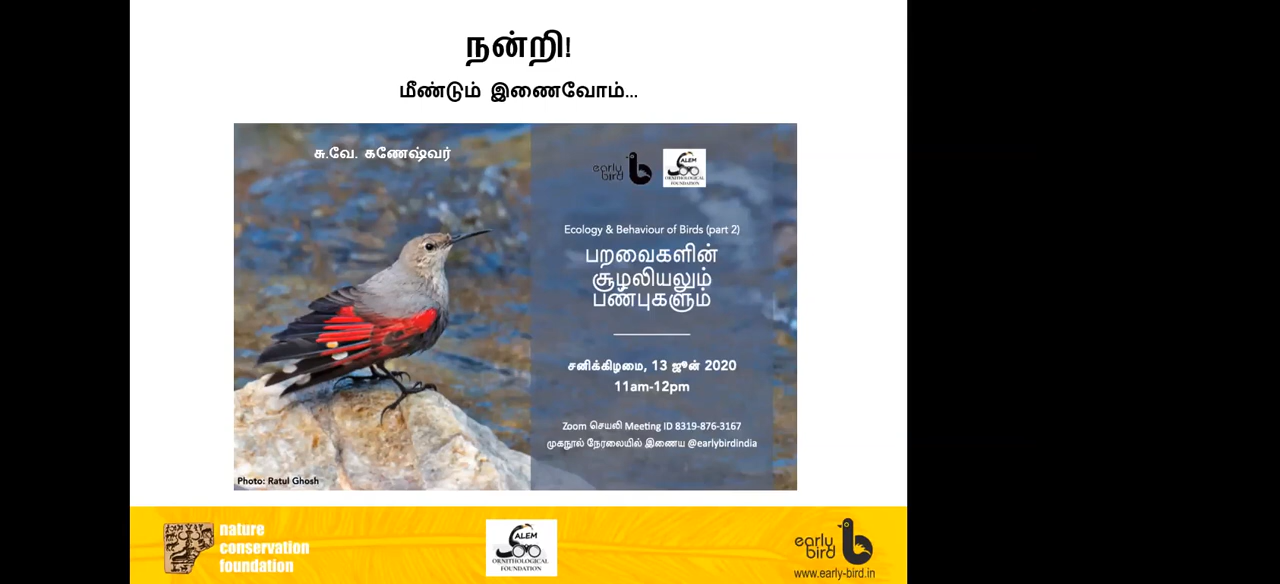 நன்றி!
மீண்டும் இணைவோம்...
சு.வே. கணேஷ்வர்
early bird
SALEM ORNITHOLOGICAL FOUNDATION
Ecology & Behaviour of Birds (part 2)
பறவைகளின்
சூழலியலும்
பண்புகளும்
சனிக்கிழமை, 13 ஜூன் 2020
11am-12pm
Zoom செயலி Meeting ID 8319-876-3167
முகநூல் நேரலையில் இணைய @earlybirdindia
Photo: Ratul Ghosh
nature
conservation
foundation
SALEM
ORNITHOLOGICAL
FOUNDATION
early
bird
www.early-bird.in